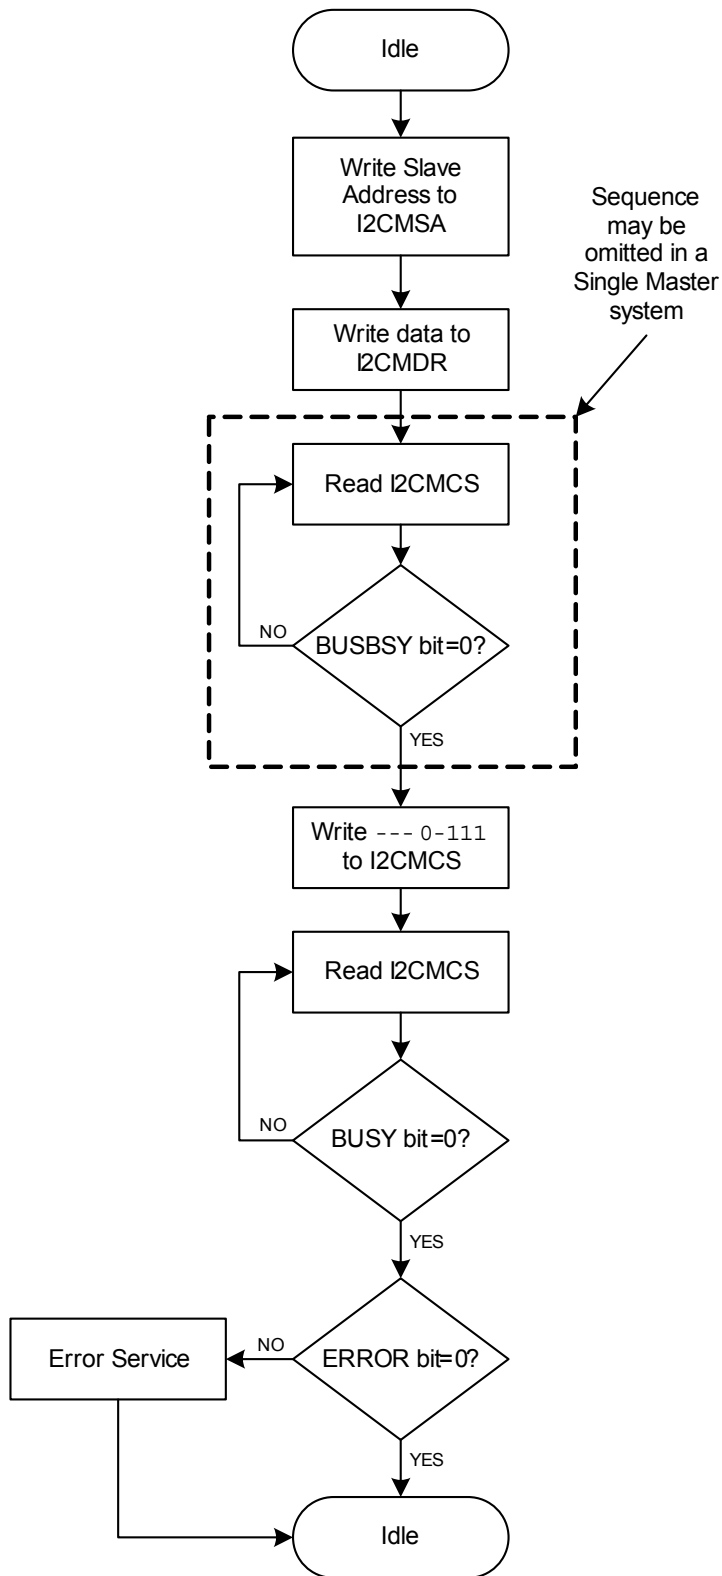 Idle
Write Slave
Address to
I2CMSA
Sequence
may be
omitted in a
Single Master
system
Write data to
I2CMDR
Read I2CMCS
NO
BUSBSY bit=0?
YES
Write --- 0-111
to I2CMCS
Read I2CMCS
NO
BUSY bit=0?
YES
Error Service
NO
ERROR bit=0?
YES
Idle